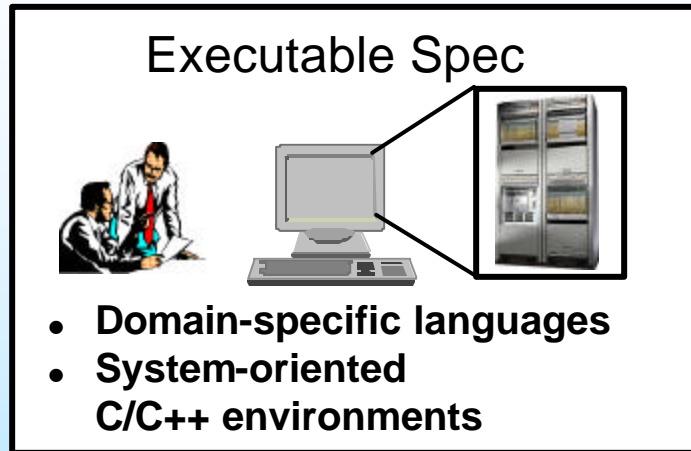 Executable Spec
• Domain-specific languages
• System-oriented
C/C++ environments